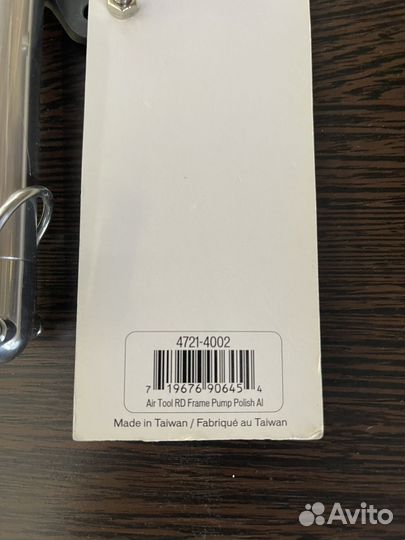 4721-4002
7 19676 90645 4
Air Tool RD Frame Pump Polish Al
Made in Taiwan / Fabriqué au Taiwan
Avito